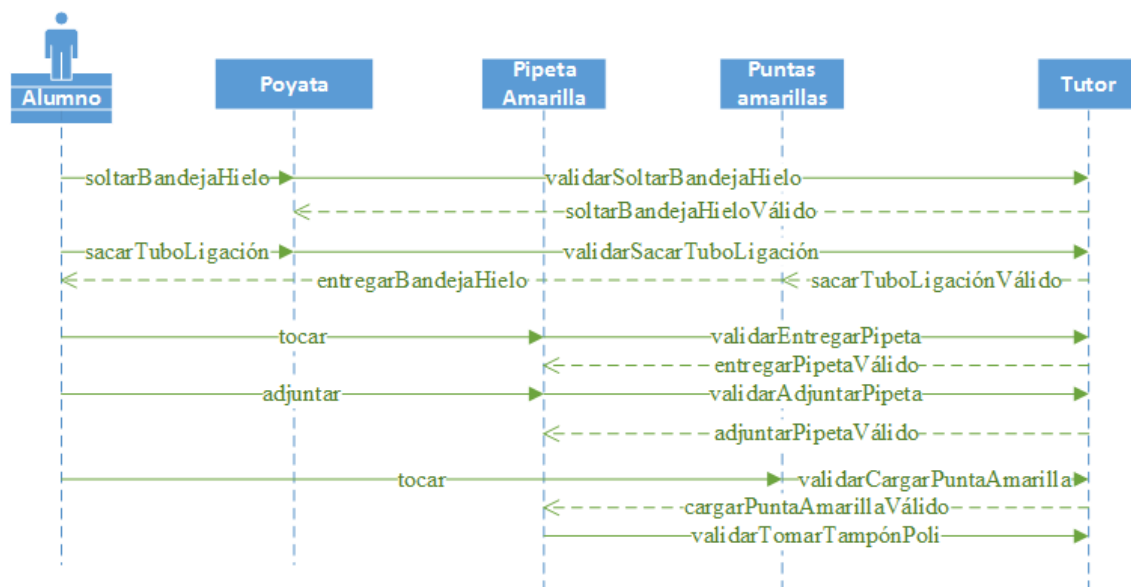 Alumno
Poyata
Pipeta
Amarilla
Puntas
amarillas
Tutor
soltarBandejaHielo
validarSoltarBandejaHielo
soltarBandejaHieloVálido
sacarTuboLigación
validarSacarTuboLigación
entregarBandejaHielo
sacarTuboLigaciónVálido
tocar
validarEntregarPipeta
entregarPipetaVálido
adjuntar
validarAdjuntarPipeta
adjuntarPipetaVálido
tocar
validarCargarPuntaAmarilla
cargarPuntaAmarillaVálido
validarTomarTampónPoli